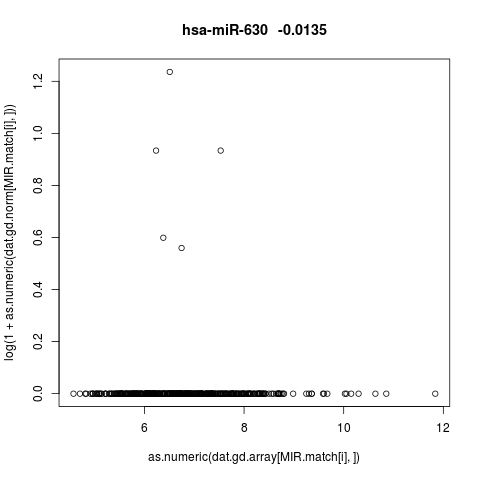 hsa-miR-630 -0.0135
log(1 + as.numeric(dat.gd.norm[MIR.match[i], ]))
1.2
1.0
0.8
0.6
0.4
0.2
0.0
6 8 10 12
as.numeric(dat.gd.array[MIR.match[i], ])